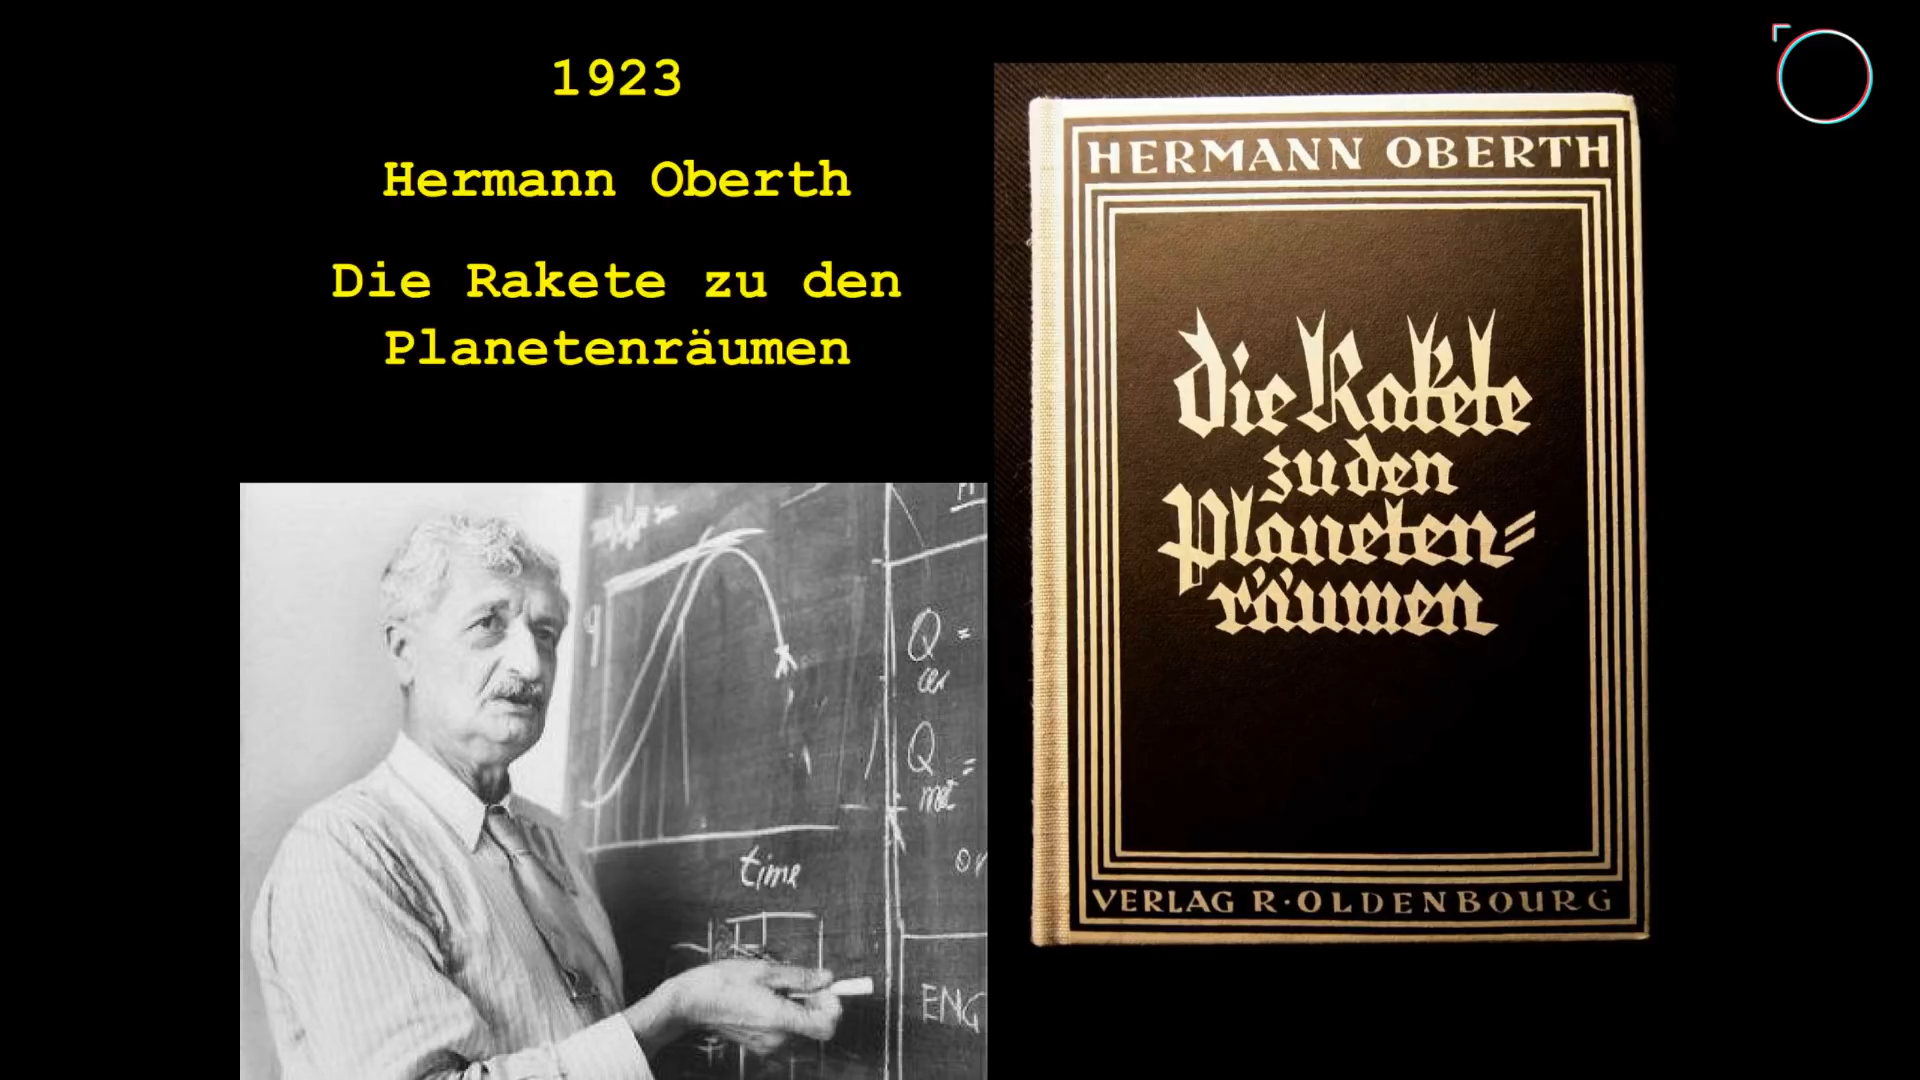 1923
Hermann Oberth
Die Rakete zu den
Planetenräumen
HERMANN OBERTH
die Rakete
zu den
Planeten=
räumen
VERLAG R·OLDENBOURG
Q =
Q =
met
time
ENG